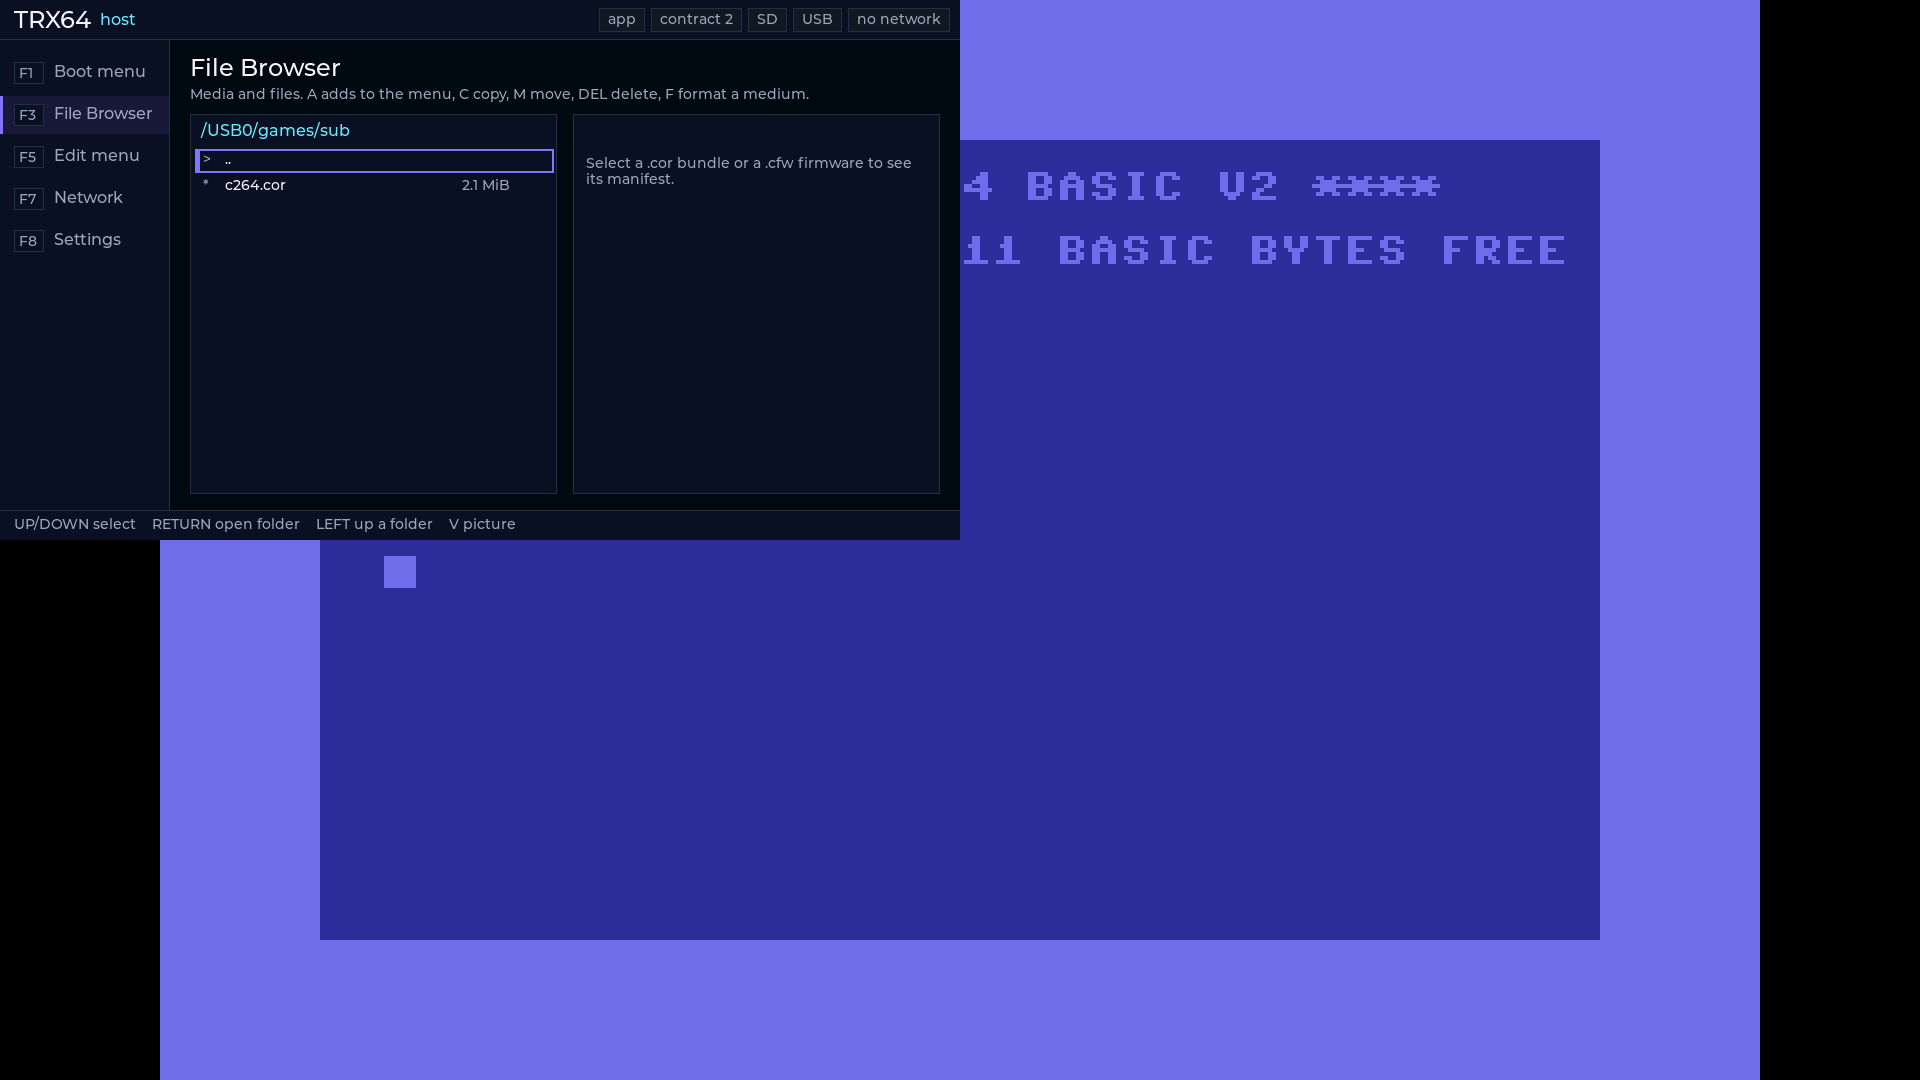 TRX64 host
app contract 2 SD USB no network
F1 Boot menu
F3 File Browser
F5 Edit menu
F7 Network
F8 Settings
File Browser
Media and files. A adds to the menu, C copy, M move, DEL delete, F format a medium.
/USB0/games/sub
> ..
* c264.cor 2.1 MiB
Select a .cor bundle or a .cfw firmware to see
its manifest.
UP/DOWN select RETURN open folder LEFT up a folder V picture
4 BASIC V2 ****
11 BASIC BYTES FREE